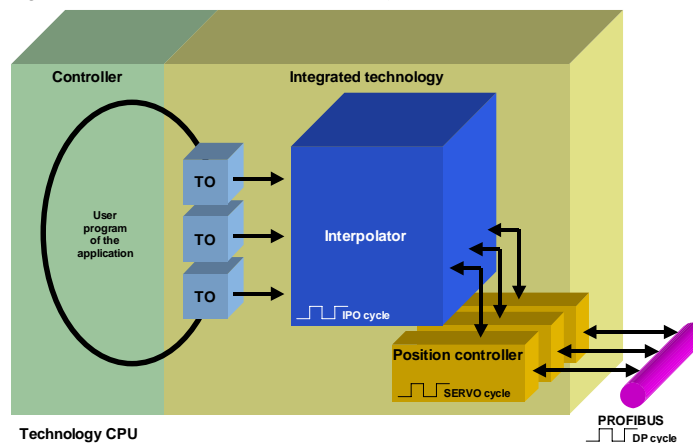 Controller
Integrated technology
TO
User
program
of the
application
TO
TO
Interpolator
IPO cycle
Position controller
SERVO cycle
Technology CPU
PROFIBUS
DP cycle